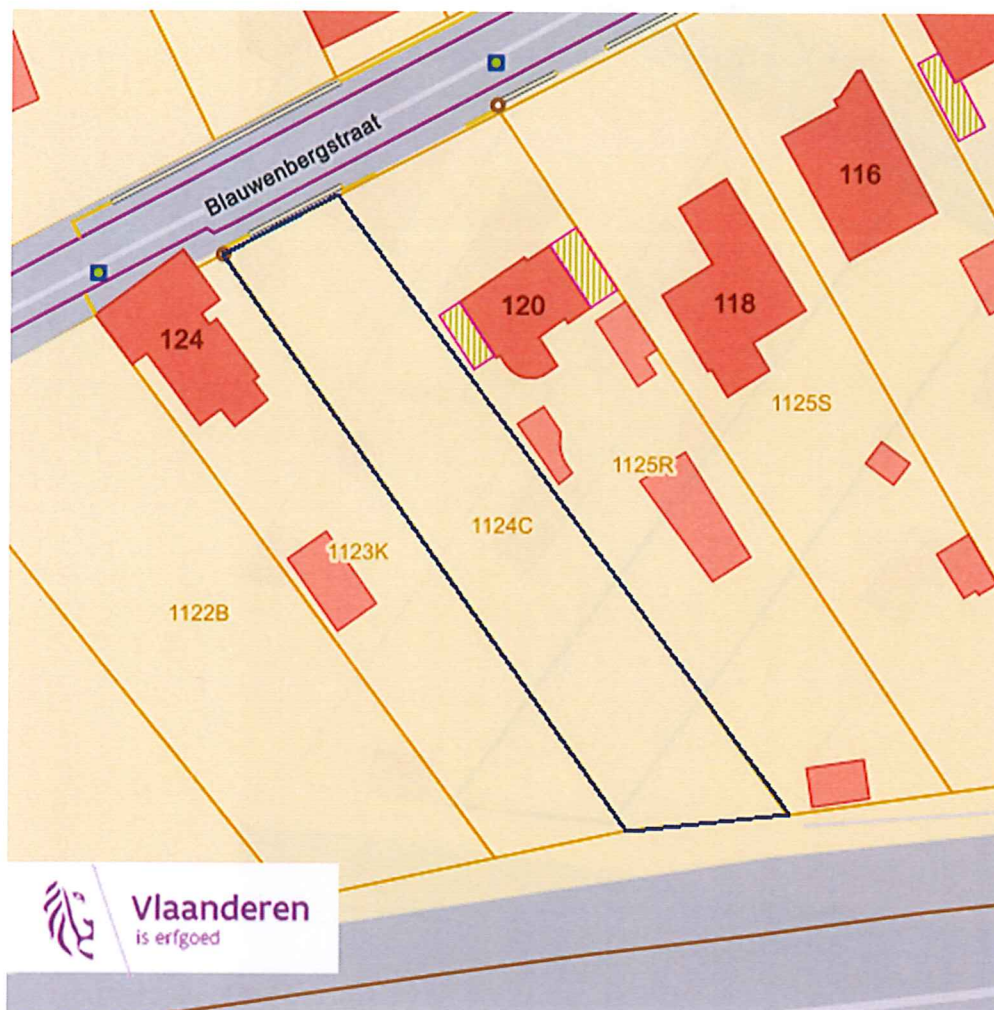 Blauwenbergstraat
116
118
120
124
1125S
1125R
1124C
1123K
1122B
Vlaanderen
is erfgoed